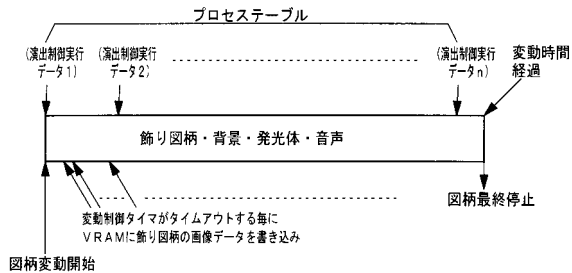 プロセステーブル
(演出制御実行
データ1)
(演出制御実行
データ2)
(演出制御実行
データn)
変動時間
経過
飾り図柄・背景・発光体・音声
変動制御タイマがタイムアウトする毎に
VRAMに飾り図柄の画像データを書き込み
図柄最終停止
図柄変動開始